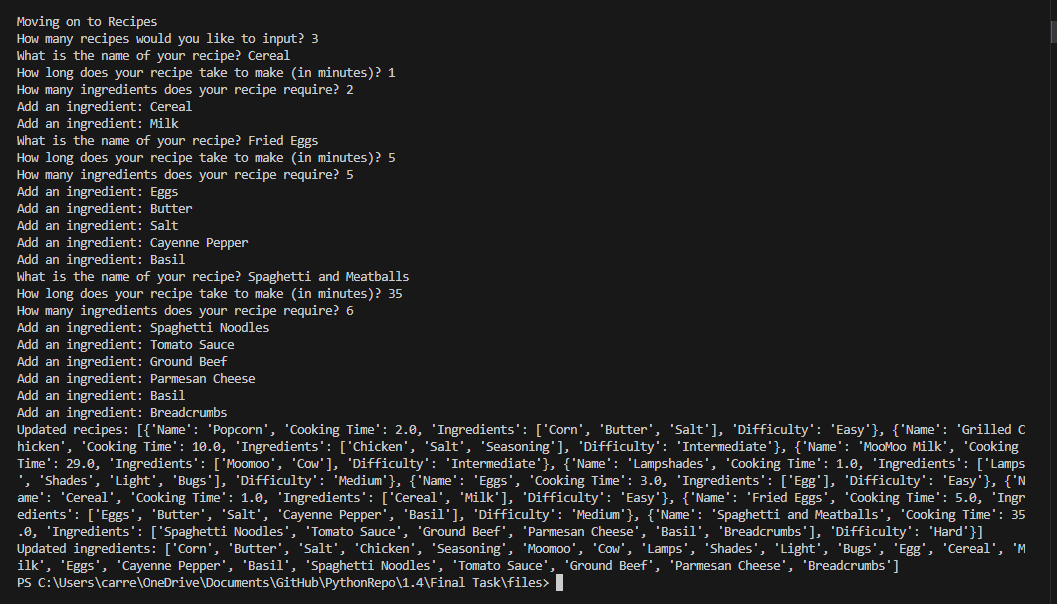 Moving on to Recipes
How many recipes would you like to input? 3
What is the name of your recipe? Cereal
How long does your recipe take to make (in minutes)? 1
How many ingredients does your recipe require? 2
Add an ingredient: Cereal
Add an ingredient: Milk
What is the name of your recipe? Fried Eggs
How long does your recipe take to make (in minutes)? 5
How many ingredients does your recipe require? 5
Add an ingredient: Eggs
Add an ingredient: Butter
Add an ingredient: Salt
Add an ingredient: Cayenne Pepper
Add an ingredient: Basil
What is the name of your recipe? Spaghetti and Meatballs
How long does your recipe take to make (in minutes)? 35
How many ingredients does your recipe require? 6
Add an ingredient: Spaghetti Noodles
Add an ingredient: Tomato Sauce
Add an ingredient: Ground Beef
Add an ingredient: Parmesan Cheese
Add an ingredient: Basil
Add an ingredient: Breadcrumbs
Updated recipes: [{'Name': 'Popcorn', 'Cooking Time': 2.0, 'Ingredients': ['Corn', 'Butter', 'Salt'], 'Difficulty': 'Easy'}, {'Name': 'Grilled C
hicken', 'Cooking Time': 10.0, 'Ingredients': ['Chicken', 'Salt', 'Seasoning'], 'Difficulty': 'Intermediate'}, {'Name': 'MooMoo Milk', 'Cooking
Time': 29.0, 'Ingredients': ['Moomoo', 'Cow'], 'Difficulty': 'Intermediate'}, {'Name': 'Lampshades', 'Cooking Time': 1.0, 'Ingredients': ['Lamps
', 'Shades', 'Light', 'Bugs'], 'Difficulty': 'Medium'}, {'Name': 'Eggs', 'Cooking Time': 3.0, 'Ingredients': ['Egg'], 'Difficulty': 'Easy'}, {'N
ame': 'Cereal', 'Cooking Time': 1.0, 'Ingredients': ['Cereal', 'Milk'], 'Difficulty': 'Easy'}, {'Name': 'Fried Eggs', 'Cooking Time': 5.0, 'Ingr
edients': ['Eggs', 'Butter', 'Salt', 'Cayenne Pepper', 'Basil'], 'Difficulty': 'Medium'}, {'Name': 'Spaghetti and Meatballs', 'Cooking Time': 35
.0, 'Ingredients': ['Spaghetti Noodles', 'Tomato Sauce', 'Ground Beef', 'Parmesan Cheese', 'Basil', 'Breadcrumbs'], 'Difficulty': 'Hard'}]
Updated ingredients: ['Corn', 'Butter', 'Salt', 'Chicken', 'Seasoning', 'Moomoo', 'Cow', 'Lamps', 'Shades', 'Light', 'Bugs', 'Egg', 'Cereal', 'M
ilk', 'Eggs', 'Cayenne Pepper', 'Basil', 'Spaghetti Noodles', 'Tomato Sauce', 'Ground Beef', 'Parmesan Cheese', 'Breadcrumbs']
PS C:\Users\carre\OneDrive\Documents\GitHub\PythonRepo\1.4\Final Task\files>